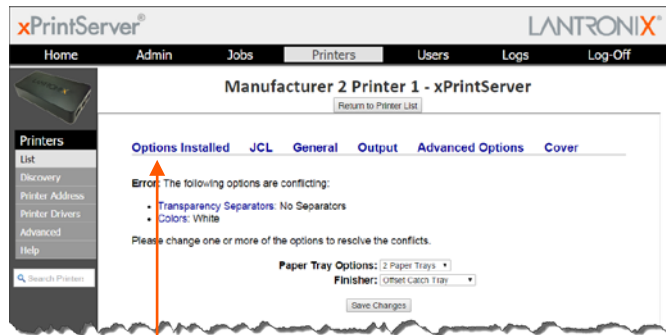 xPrintServer®
LANTRONIX®
Home Admin Jobs Printers Users Logs Log-Off
LANTRONIX
Manufacturer 2 Printer 1 - xPrintServer
Return to Printer List
Printers
List
Discovery
Printer Address
Printer Drivers
Advanced
Help
Search Printers
Options Installed JCL General Output Advanced Options Cover
Error: The following options are conflicting:
• Transparency Separators: No Separators
• Colors: White
Please change one or more of the options to resolve the conflicts.
Paper Tray Options: 2 Paper Trays
Finisher: Offset Catch Tray
Save Changes